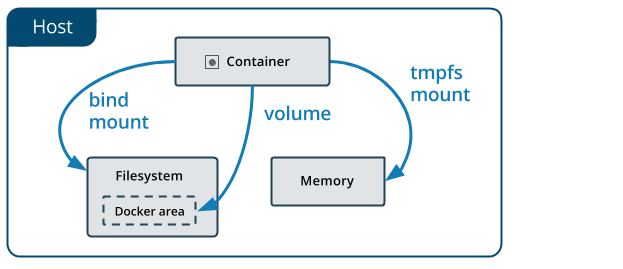 Host
Container
tmpfs
mount
bind
mount
volume
Filesystem
Memory
Docker area